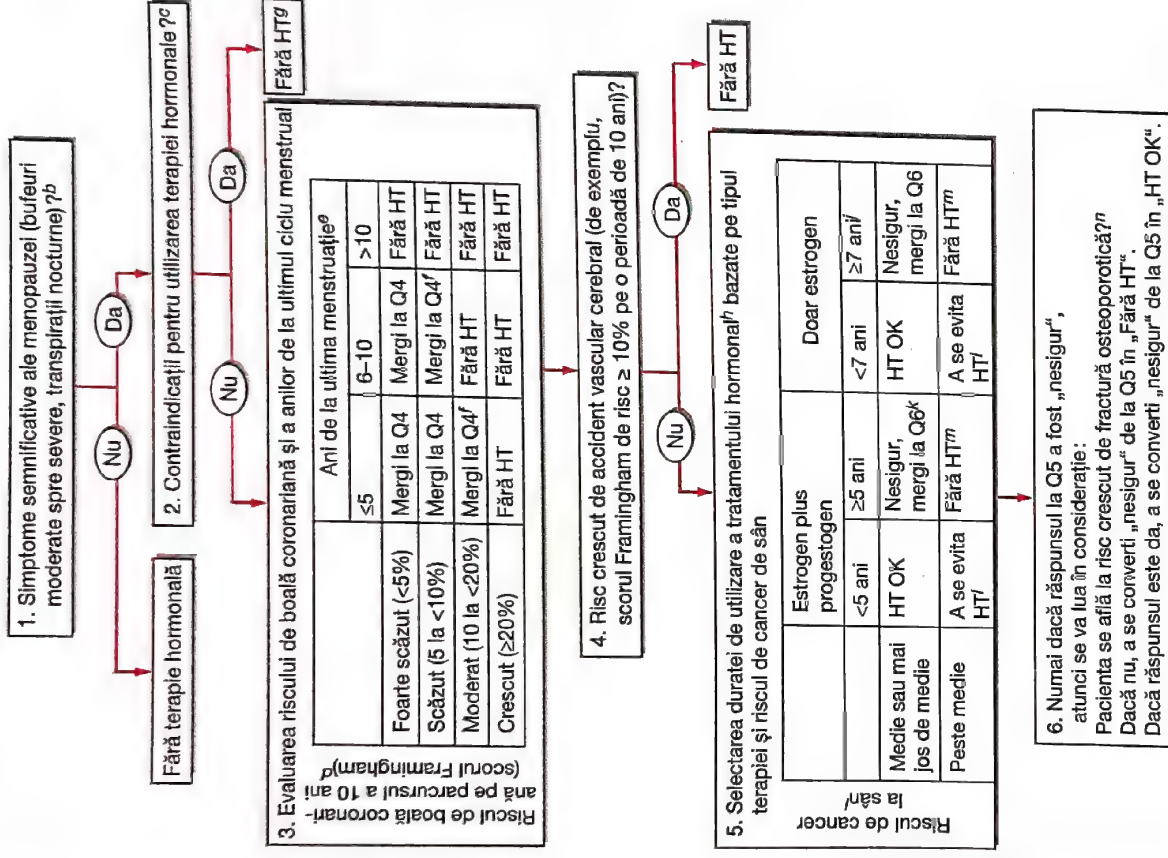 1. Simptome semnificative ale menopauzei (bufeuri
moderate spre severe, transpirații nocturne)?b
Nu
Da
Fără terapie hormonală
2. Contraindicații pentru utilizarea terapiei hormonale?c
Nu
Da
Fără HTg
3. Evaluarea riscului de boală coronariană și a anilor de la ultimul ciclu menstrual
Riscul de boală coronari-
ană pe parcursul a 10 ani
(scorul Framingham)d
Ani de la ultima menstruațiee
≤5 6–10 >10
Foarte scăzut (<5%) Mergi la Q4 Mergi la Q4 Fără HT
Scăzut (5 la <10%) Mergi la Q4 Mergi la Q4f Fără HT
Moderat (10 la <20%) Mergi la Q4f Fără HT Fără HT
Crescut (≥20%) Fără HT Fără HT Fără HT
4. Risc crescut de accident vascular cerebral (de exemplu,
scorul Framingham de risc ≥ 10% pe o perioadă de 10 ani)?
Nu
Da
Fără HT
5. Selectarea duratei de utilizare a tratamentului hormonalh bazate pe tipul
terapiei și riscul de cancer de sân
Riscul de cancer
la sâni
Estrogen plus
progestogen
Doar estrogen
<5 ani ≥5 ani <7 ani ≥7 anij
Medie sau mai
jos de medie
HT OK
Nesigur,
mergi la Q6k
HT OK
Nesigur,
mergi la Q6
Peste mediu
A se evita
HTl
Fără HTm
A se evita
HTl
Fără HTm
6. Numai dacă răspunsul la Q5 a fost „nesigur“,
atunci se va lua în considerație:
Pacienta se află la risc crescut de fractură osteoporotică?n
Dacă nu, a se converti „nesigur“ de la Q5 în „Fără HT“.
Dacă răspunsul este da, a se converti „nesigur“ de la Q5 în „HT OK“.